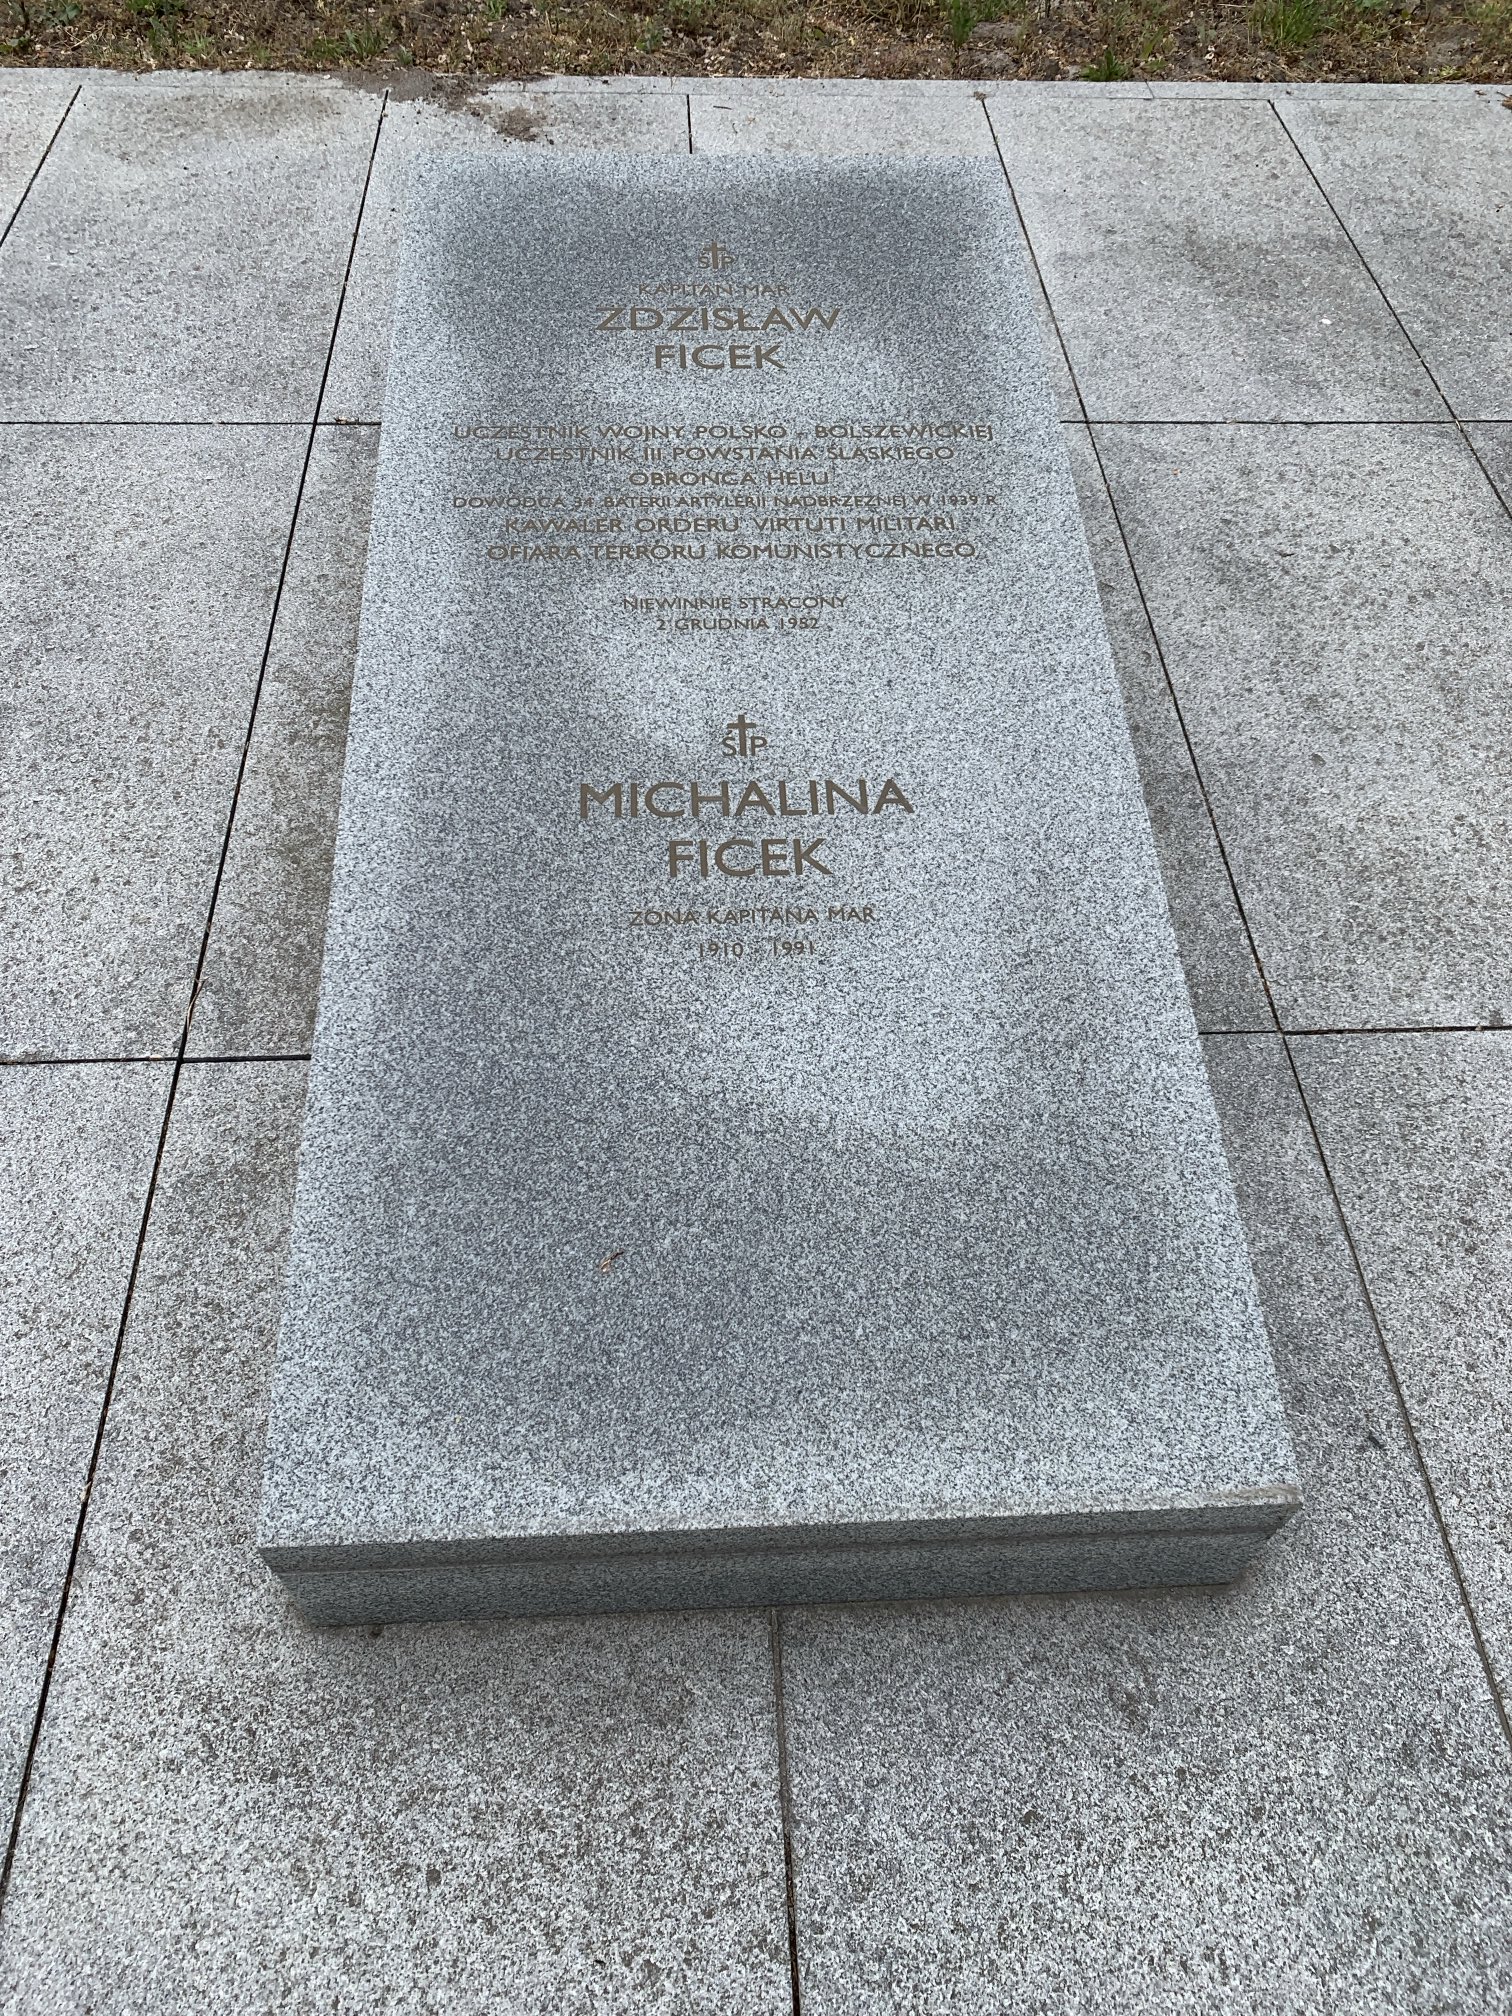 Ś†P
KAPITAN MAR
ZDZISŁAW
FICEK
UCZESTNIK WOJNY POLSKO - BOLSZEWICKIEJ
UCZESTNIK III POWSTANIA ŚLĄSKIEGO
OBROŃCA HELU
DOWÓDCA 34 BATERII ARTYLERII NADBRZEŻNEJ W 1939 R.
KAWALER ORDERU VIRTUTI MILITARI
OFIARA TERRORU KOMUNISTYCZNEGO
NIEWINNIE STRACONY
2 GRUDNIA 1952
Ś†P
MICHALINA
FICEK
ŻONA KAPITANA MAR
1910 - 1991